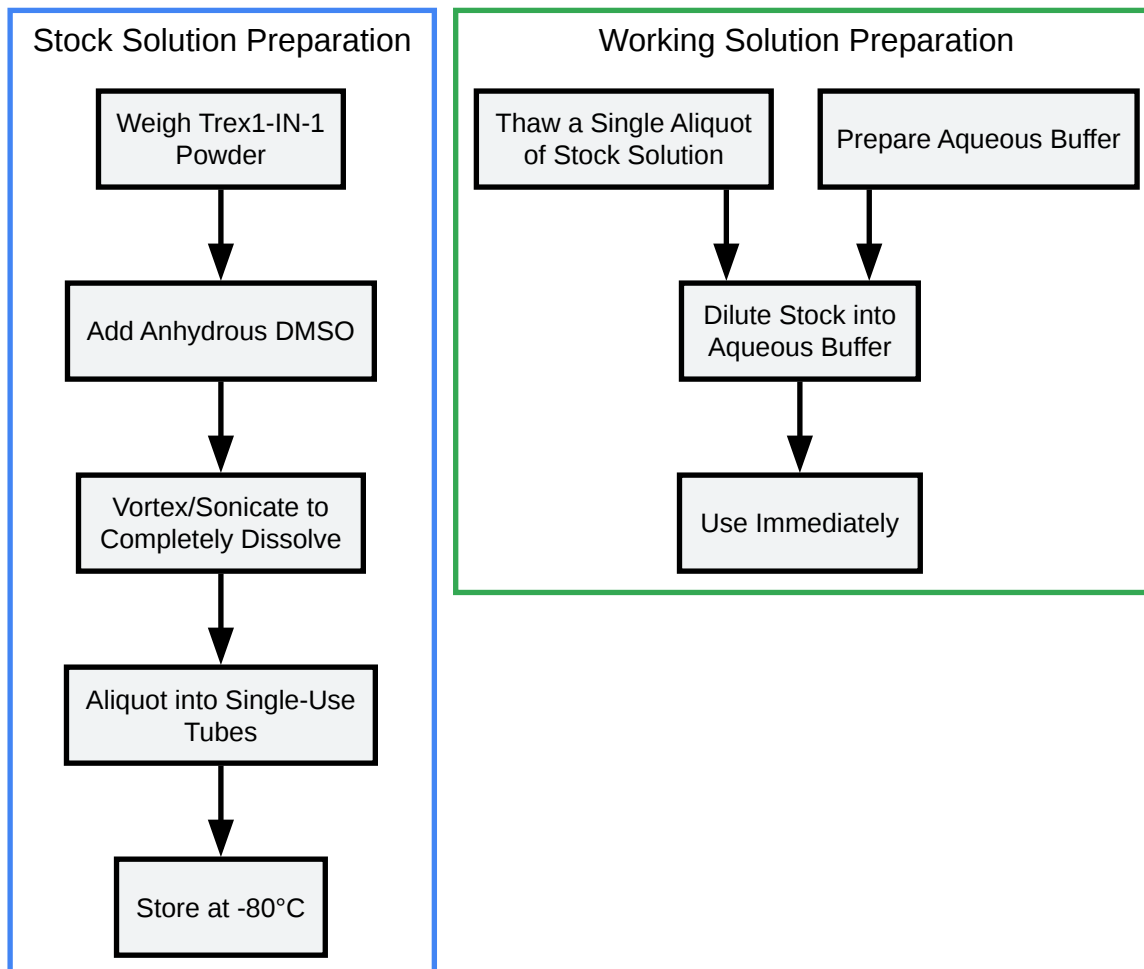 Stock Solution Preparation
Weigh Trex1-IN-1
Powder
Add Anhydrous DMSO
Vortex/Sonicate to
Completely Dissolve
Aliquot into Single-Use
Tubes
Store at -80°C
Working Solution Preparation
Thaw a Single Aliquot
of Stock Solution
Prepare Aqueous Buffer
Dilute Stock into
Aqueous Buffer
Use Immediately